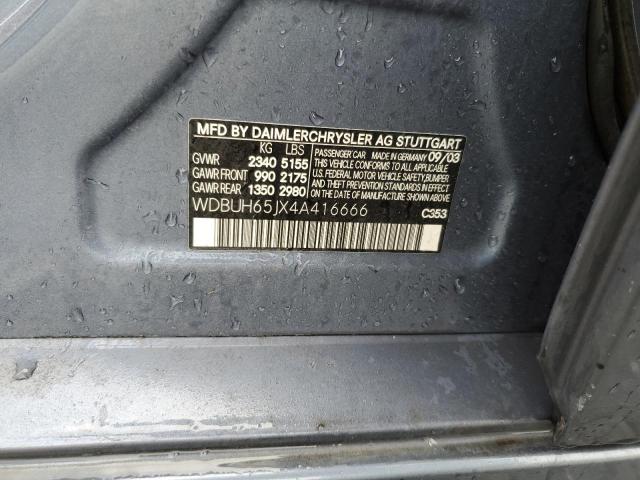 MFD BY DAIMLERCHRYSLER AG STUTTGART
KG LBS
GVWR 2340 5155
GAWR FRONT 990 2175
GAWR REAR 1350 2980
PASSENGER CAR MADE IN GERMANY 09/03
THIS VEHICLE CONFORMS TO ALL APPLICABLE
U.S. FEDERAL MOTOR VEHICLE SAFETY,BUMPER
AND THEFT PREVENTION STANDARDS IN EFFECT
ON THE DATE OF MANUFACTURE SHOWN ABOVE
WDBUH65JX4A416666
C353